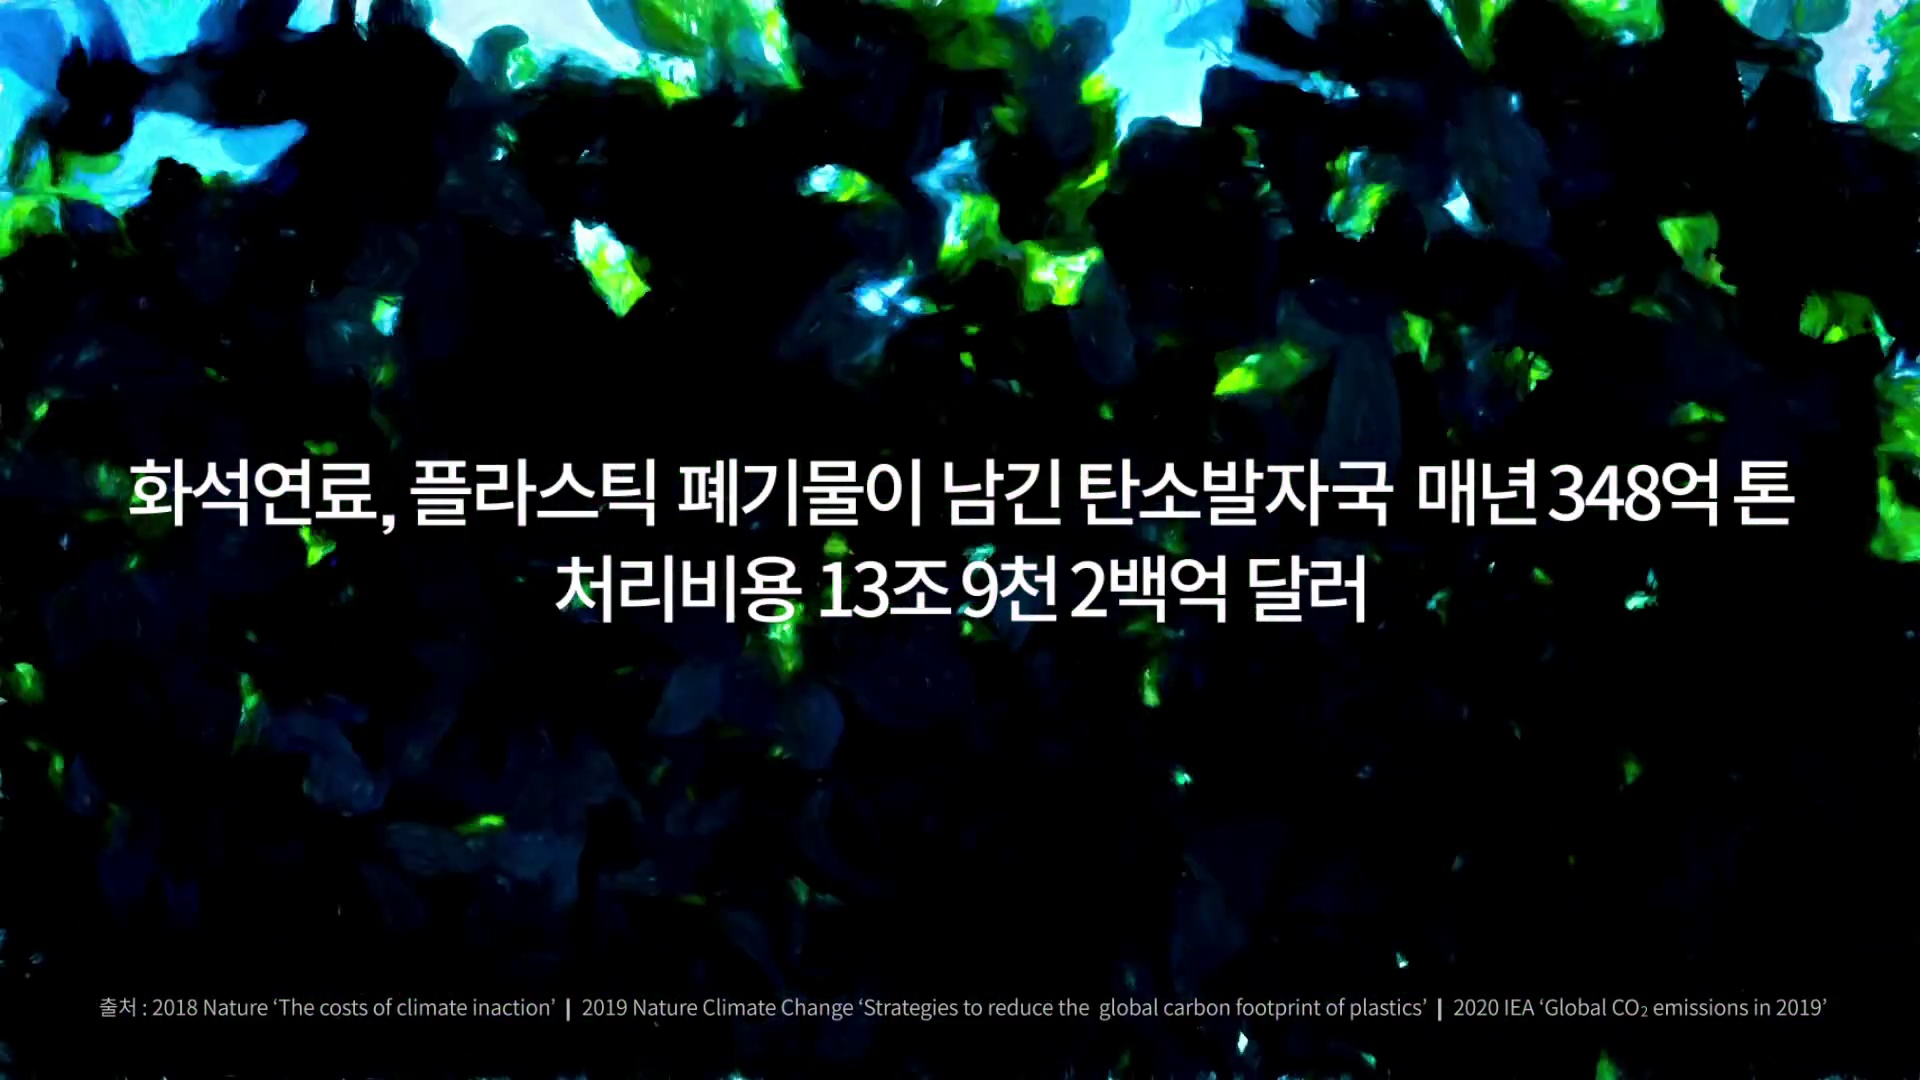 화석연료, 플라스틱 폐기물이 남긴 탄소발자국 매년 348억 톤
처리비용 13조 9천 2백억 달러
출처 : 2018 Nature ‘The costs of climate inaction’ | 2019 Nature Climate Change ‘Strategies to reduce the global carbon footprint of plastics’ | 2020 IEA ‘Global CO₂ emissions in 2019’